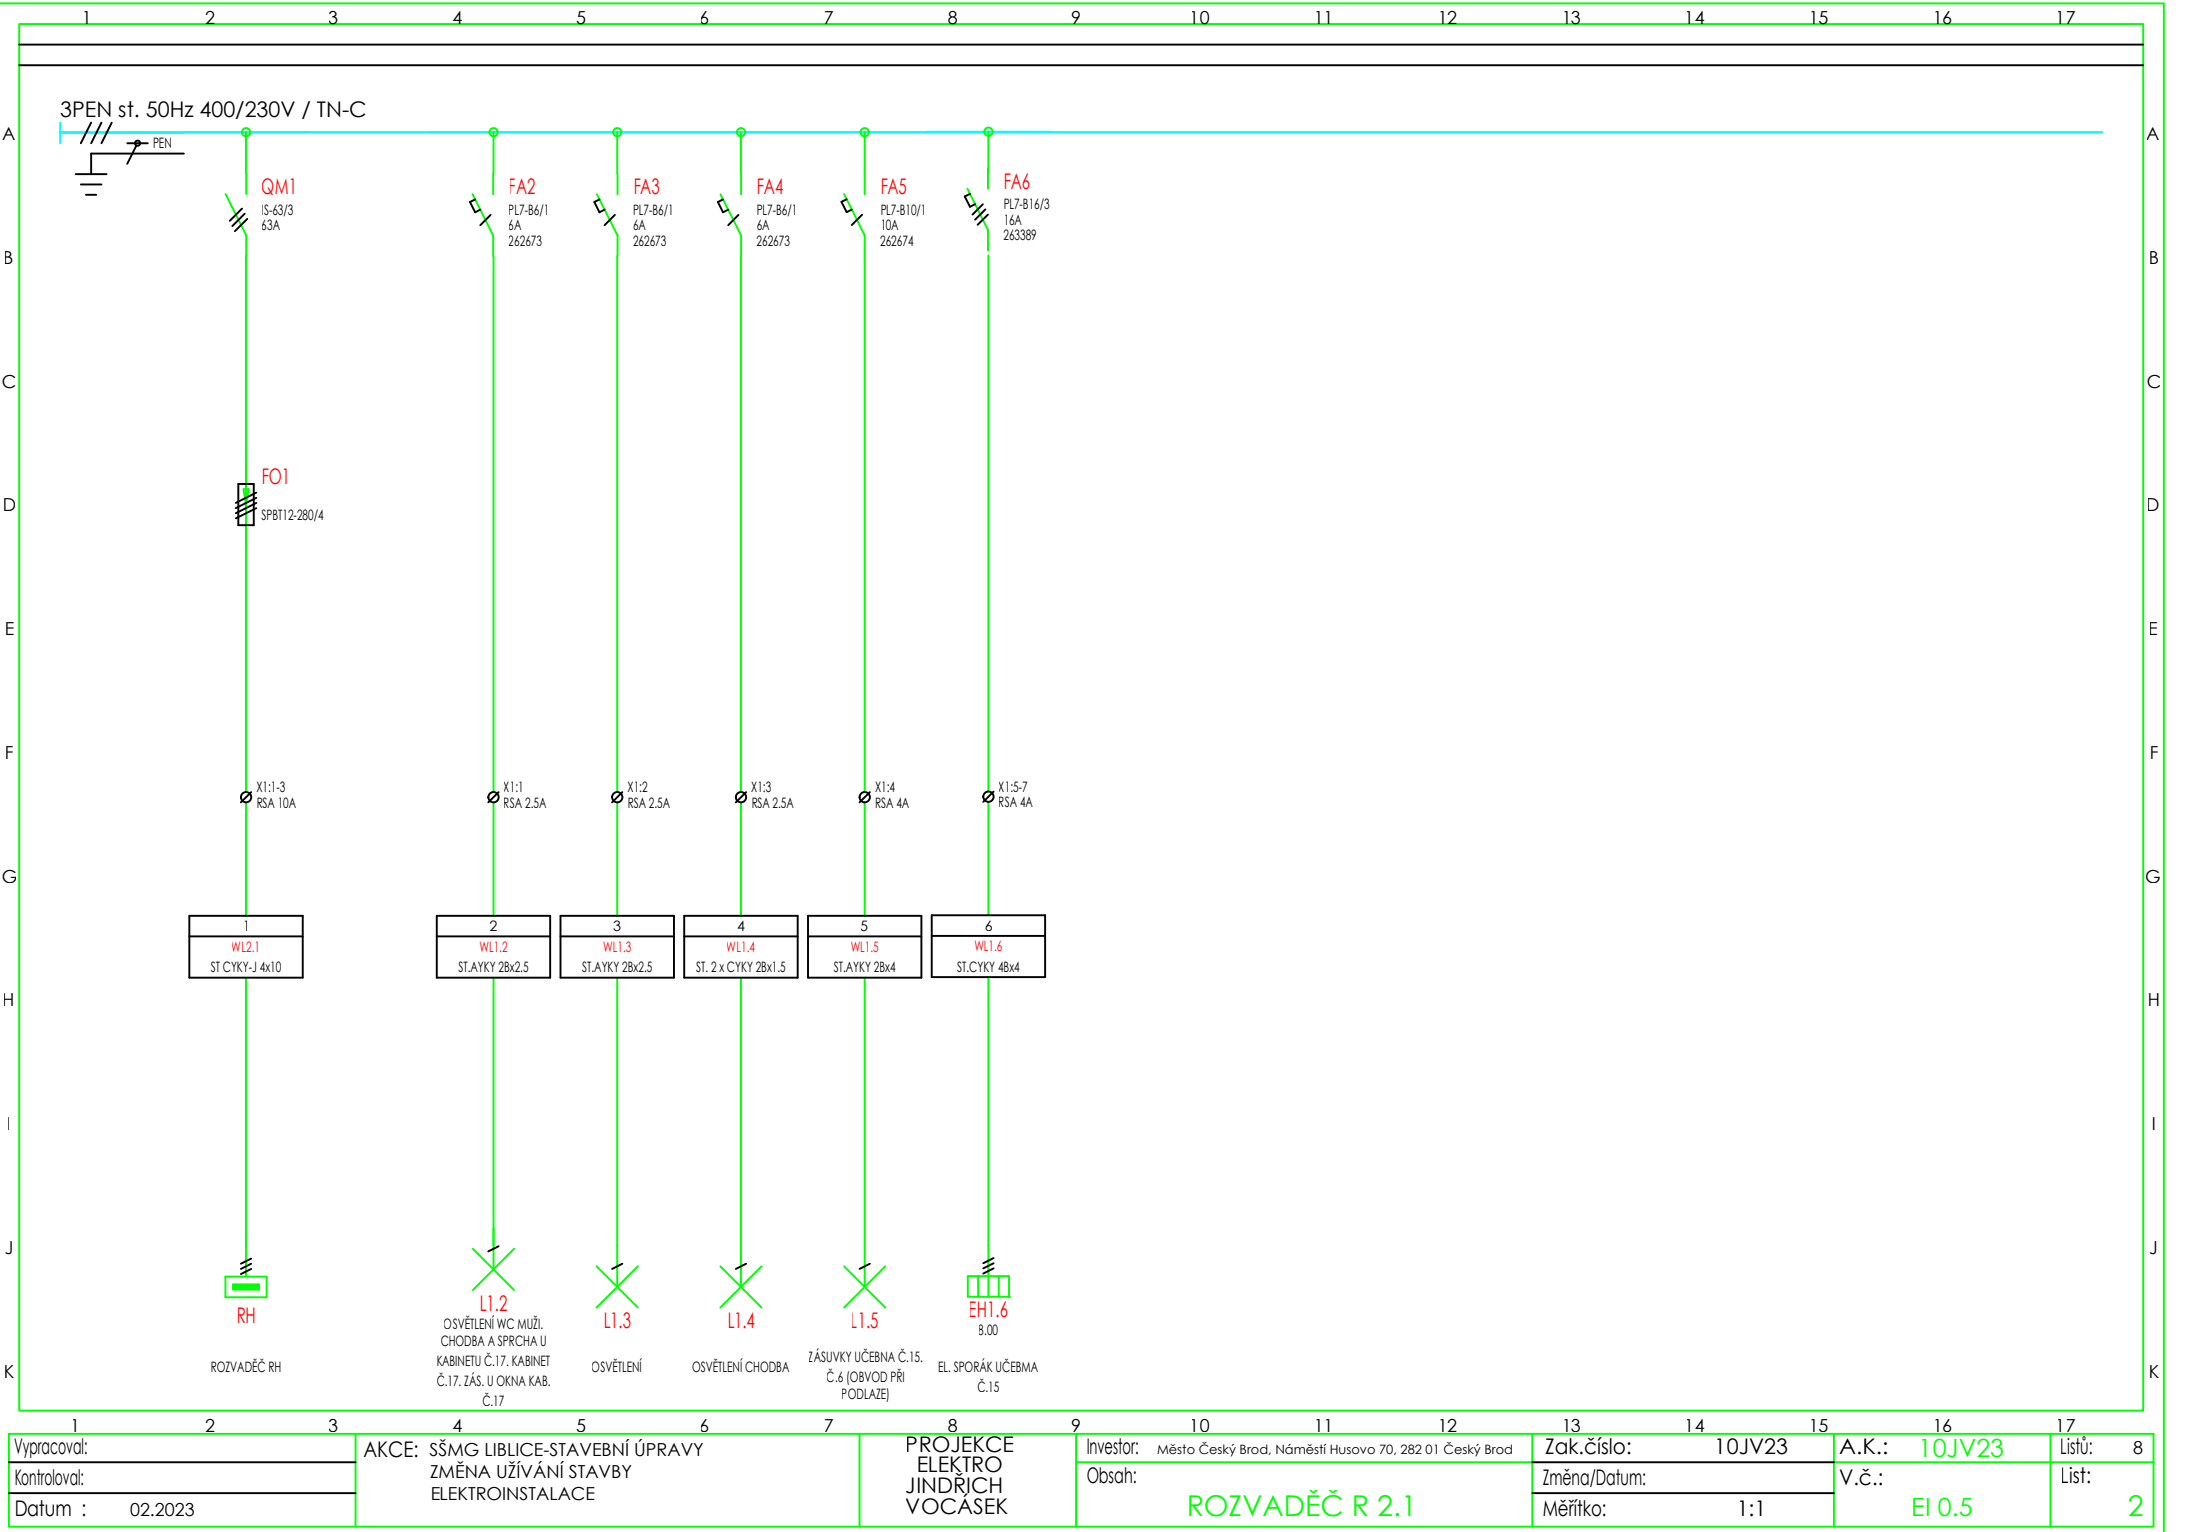 1 2 3 4 5 6 7 8 9 10 11 12 13 14 15 16 17
3PEN st. 50Hz 400/230V / TN-C
A A
PEN
QM1
IS-63/3
63A
FA2
PL7-B6/1
6A
262673
FA3
PL7-B6/1
6A
262673
FA4
PL7-B6/1
6A
262673
FA5
PL7-B10/1
10A
262674
FA6
PL7-B16/3
16A
263389
B B
C C
FO1
SPBT12-280/4
D D
E E
F F
X1:1-3
RSA 10A
X1:1
RSA 2.5A
X1:2
RSA 2.5A
X1:3
RSA 2.5A
X1:4
RSA 4A
X1:5-7
RSA 4A
G G
1
WL2.1
ST CYKY-J 4x10
2
WL1.2
ST.AYKY 2Bx2.5
3
WL1.3
ST.AYKY 2Bx2.5
4
WL1.4
ST. 2 x CYKY 2Bx1.5
5
WL1.5
ST.AYKY 2Bx4
6
WL1.6
ST.CYKY 4Bx4
H H
I I
J J
RH
ROZVADĚČ RH
L1.2
OSVĚTLENÍ WC MUŽI.
CHODBA A SPRCHA U
KABINETU Č.17. KABINET
Č.17. ZÁS. U OKNA KAB.
Č.17
L1.3
OSVĚTLENÍ
L1.4
OSVĚTLENÍ CHODBA
L1.5
ZÁSUVKY UČEBNA Č.15.
Č.6 (OBVOD PŘI
PODLAZE)
EH1.6
B.00
EL. SPORÁK UČEBMA
Č.15
K K
1 2 3 4 5 6 7 8 9 10 11 12 13 14 15 16 17
Vypracoval:
Kontroloval:
Datum : 02.2023
AKCE: SŠMG LIBLICE-STAVEBNÍ ÚPRAVY
ZMĚNA UŽÍVÁNÍ STAVBY
ELEKTROINSTALACE
PROJEKCE
ELEKTRO
JINDŘICH
VOCÁSEK
Investor: Město Český Brod, Náměstí Husovo 70, 282 01 Český Brod
Obsah:
ROZVADĚČ R 2.1
Zak.číslo: 10JV23
Změna/Datum:
Měřítko: 1:1
A.K.: 10JV23
V.č.:
EI 0.5
Listů: 8
List:
2